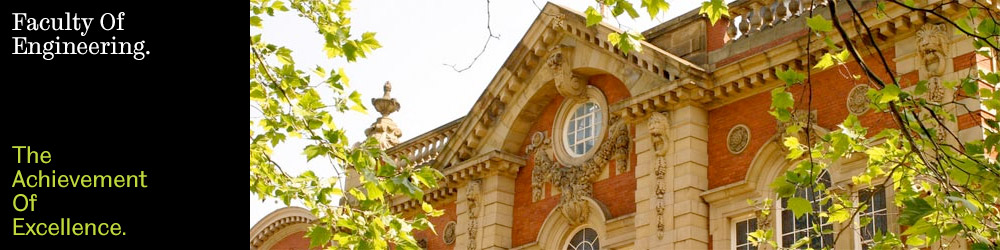 Faculty Of
Engineering.
The
Achievement
Of
Excellence.